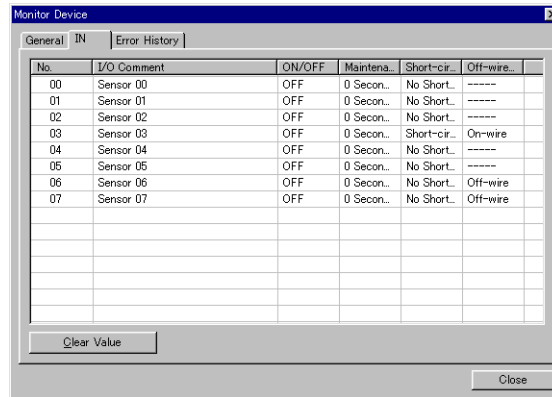 Monitor Device
General IN Error History
No. I/O Comment ON/OFF Maintena... Short-cir... Off-wire...
00 Sensor 00 OFF 0 Secon... No Short... -----
01 Sensor 01 OFF 0 Secon... No Short... -----
02 Sensor 02 OFF 0 Secon... No Short... -----
03 Sensor 03 OFF 0 Secon... Short-cir... On-wire
04 Sensor 04 OFF 0 Secon... No Short... -----
05 Sensor 05 OFF 0 Secon... No Short... -----
06 Sensor 06 OFF 0 Secon... No Short... Off-wire
07 Sensor 07 OFF 0 Secon... No Short... Off-wire
Clear Value
Close